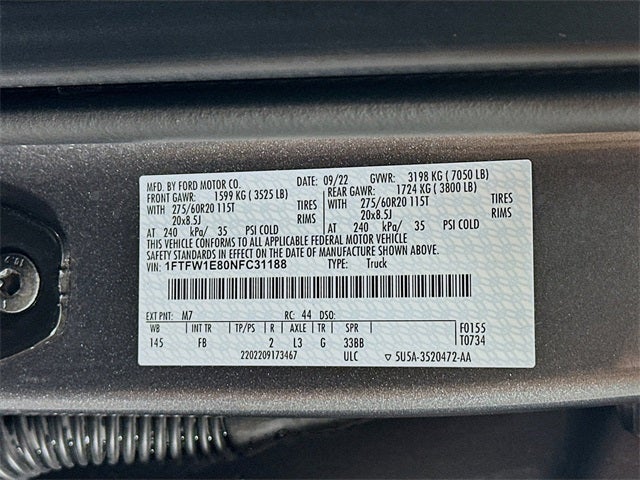 MFD. BY FORD MOTOR CO. 09/22 GVWR: 3198 KG ( 7050 LB)
FRONT GAWR: 1599 KG ( 3525 LB) REAR GAWR: 1724 KG ( 3800 LB)
WITH 275/60R20 115T TIRES WITH 275/60R20 115T TIRES
20x8.5J RIMS 20x8.5J RIMS
AT 240 kPa/ 35 PSI COLD AT 240 kPa/ 35 PSI COLD
THIS VEHICLE CONFORMS TO ALL APPLICABLE FEDERAL MOTOR VEHICLE
SAFETY STANDARDS IN EFFECT ON THE DATE OF MANUFACTURE SHOWN ABOVE.
VIN: 1FTFW1E80NFC31188 TYPE: Truck
EXT PNT: M7 RC: 44 DSO:
WB INT TR TP/PS R AXLE TR SPR F0155
145 FB 2 L3 G 33BB T0734
2202209173467 ULC ▽ 5U5A-3520472-AA